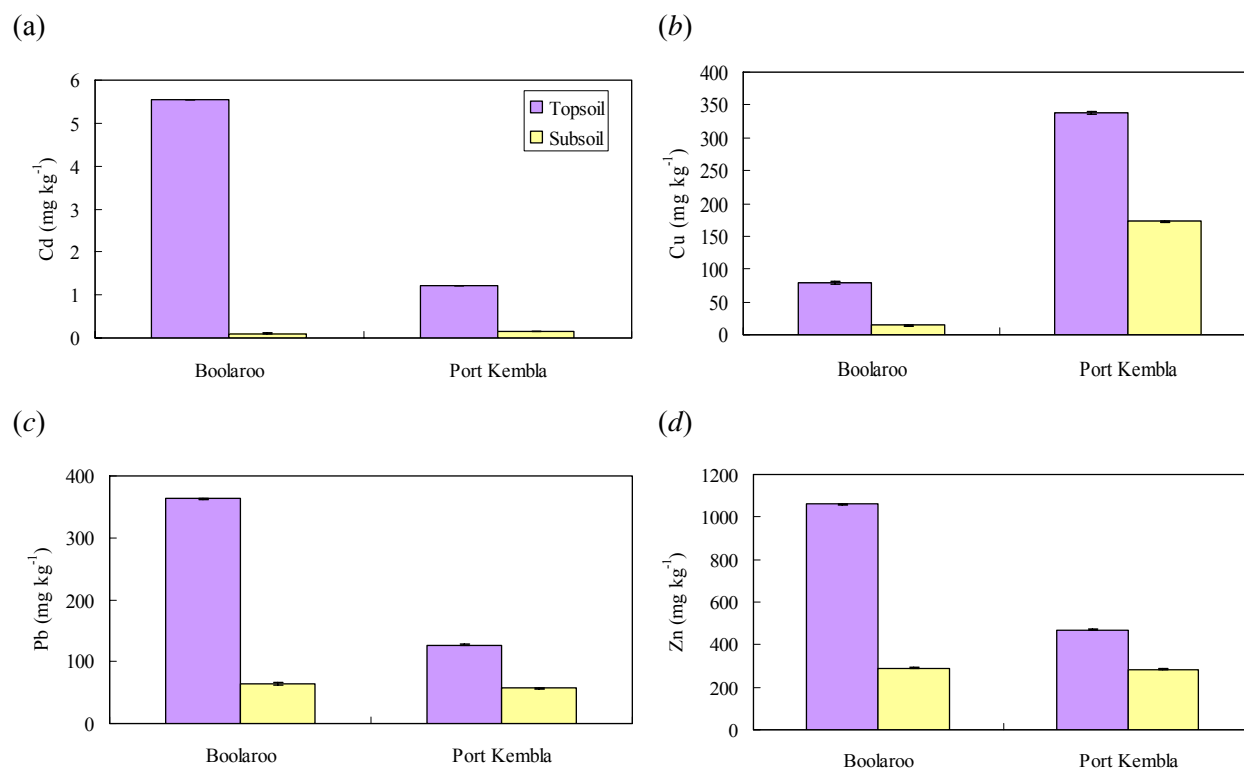 (a)
6
5
4
3
2
1
0
Cd (mg kg⁻¹)
Topsoil
Subsoil
Boolaroo Port Kembla
(b)
400
350
300
250
200
150
100
50
0
Cu (mg kg⁻¹)
Boolaroo Port Kembla
(c)
400
300
200
100
0
Pb (mg kg⁻¹)
Boolaroo Port Kembla
(d)
1200
1000
800
600
400
200
0
Zn (mg kg⁻¹)
Boolaroo Port Kembla